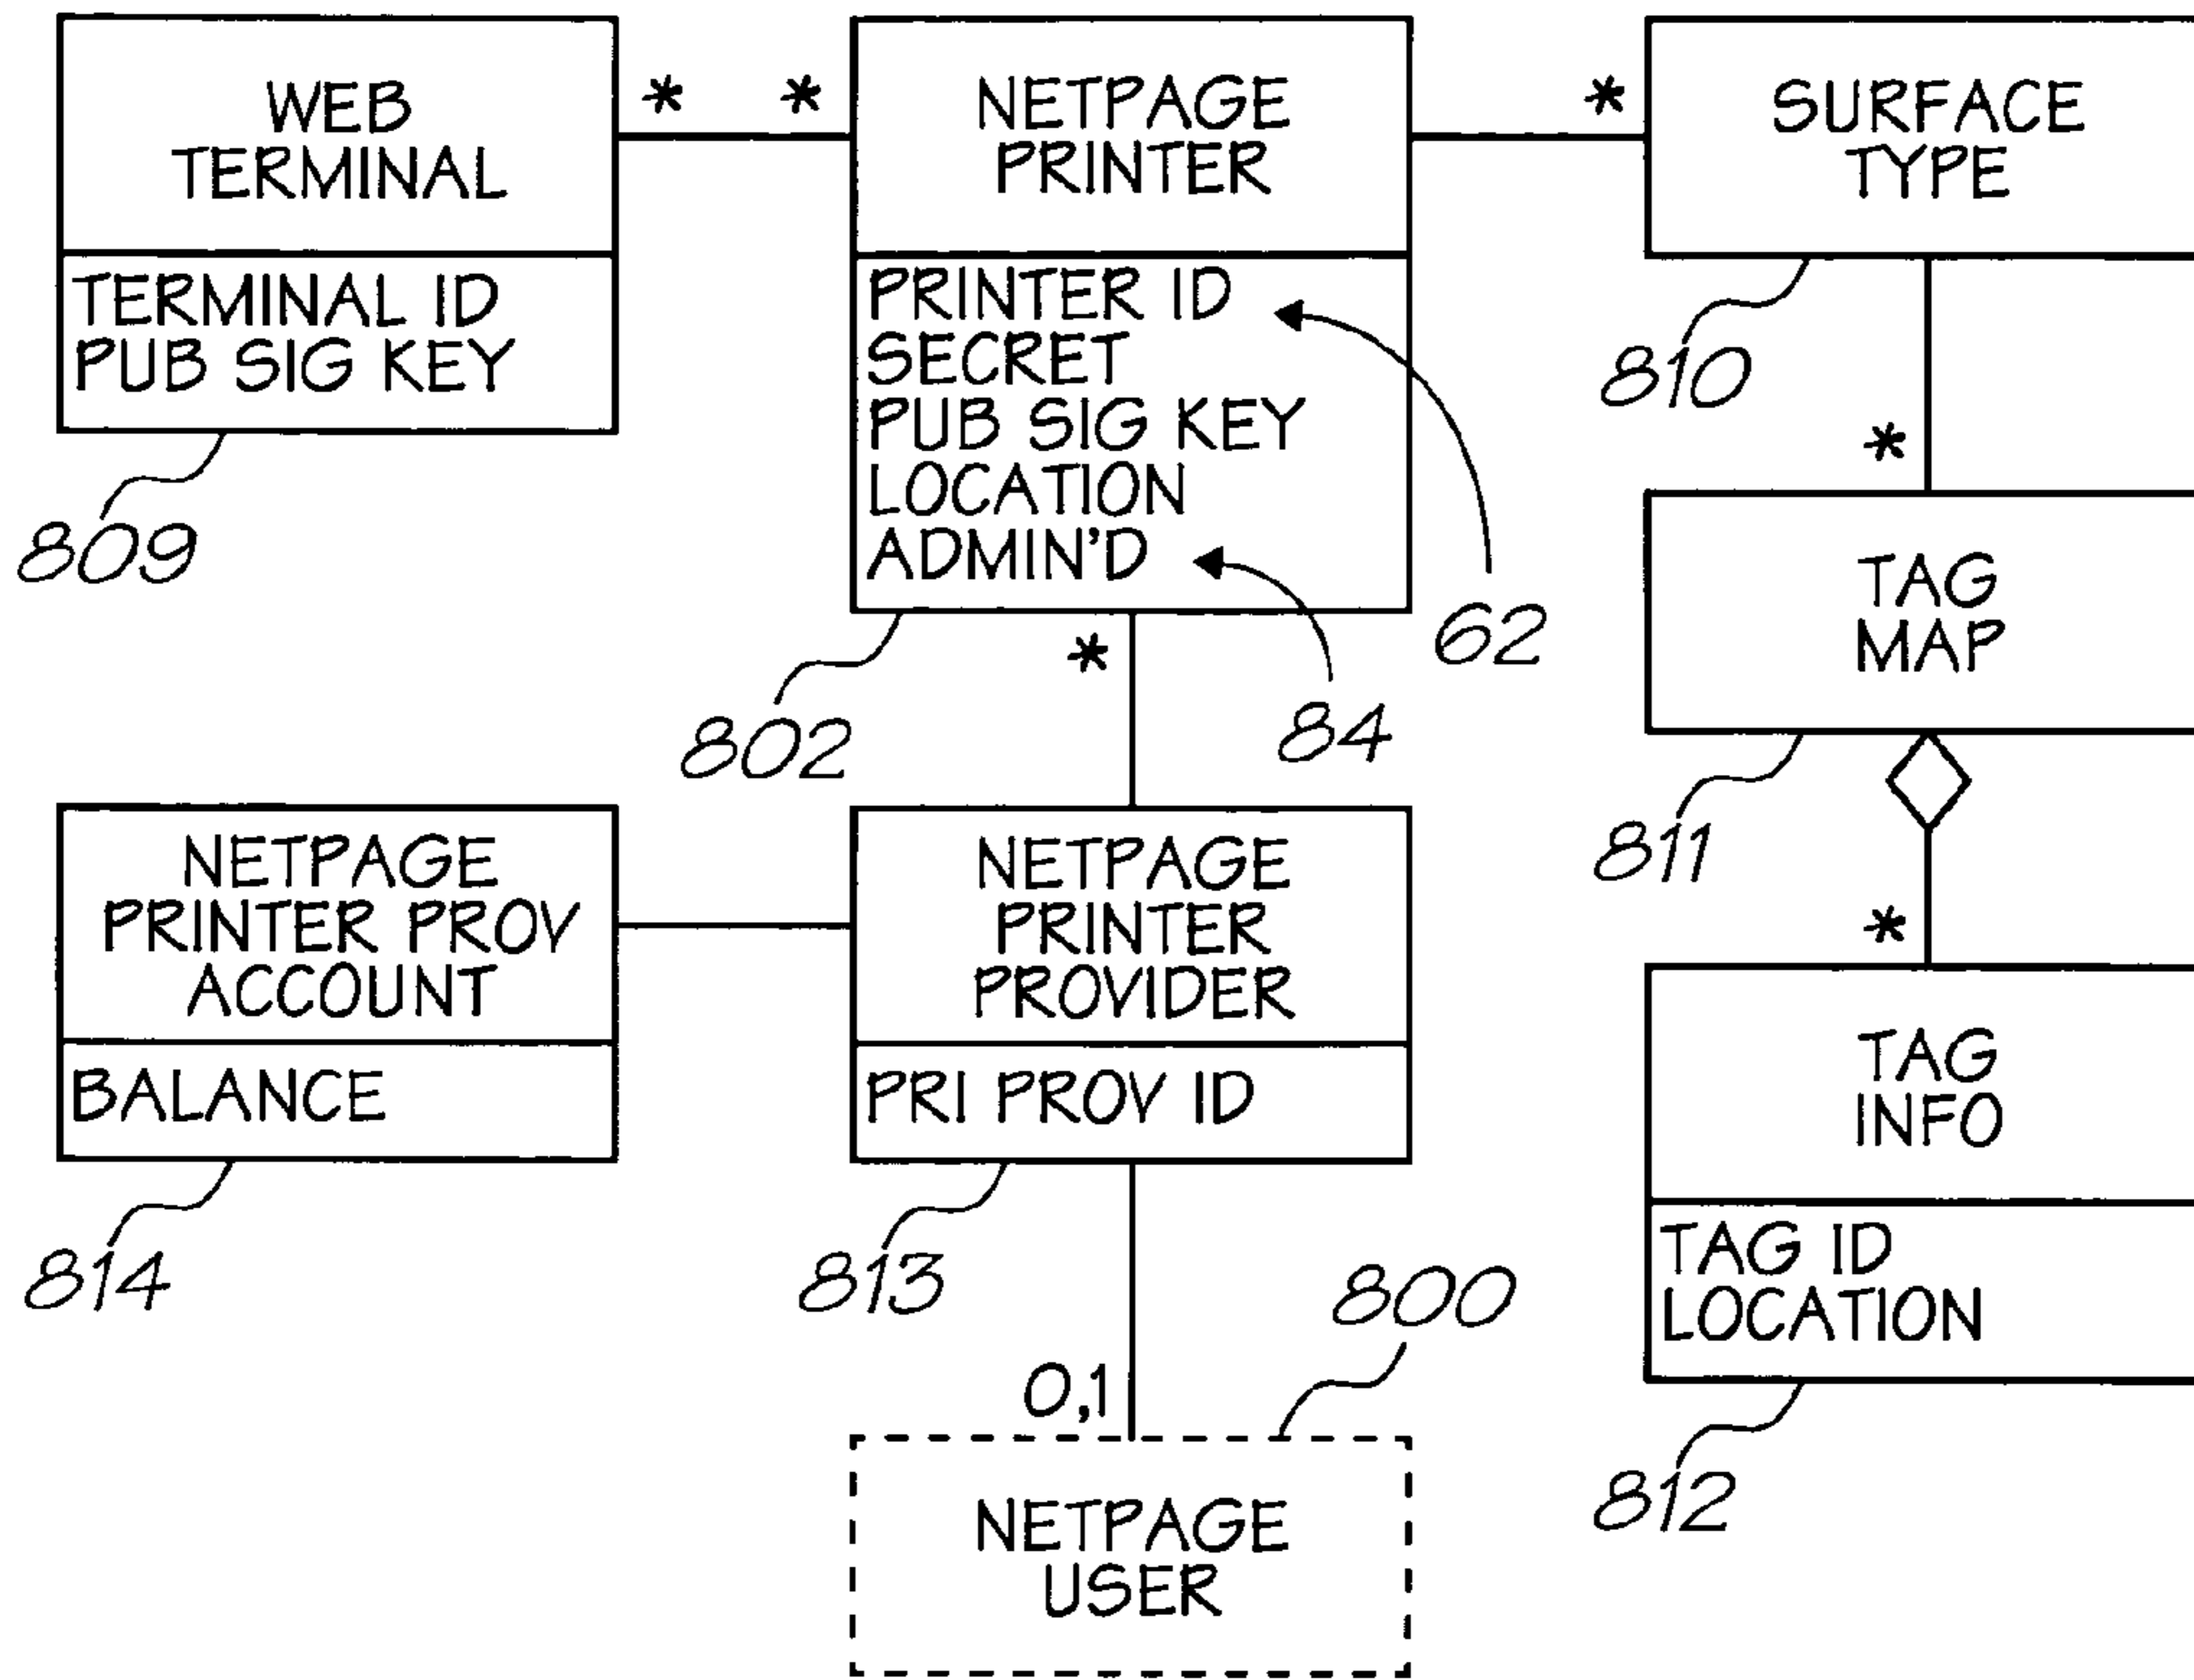 WEB
TERMINAL
TERMINAL ID
PUB SIG KEY
809
*
*
NETPAGE
PRINTER
PRINTER ID
SECRET
PUB SIG KEY
LOCATION
ADMIN'D
62
84
802
*
*
SURFACE
TYPE
810
*
TAG
MAP
811
*
TAG
INFO
TAG ID
LOCATION
812
NETPAGE
PRINTER PROV
ACCOUNT
BALANCE
814
NETPAGE
PRINTER
PROVIDER
PRI PROV ID
813
800
0,1
NETPAGE
USER